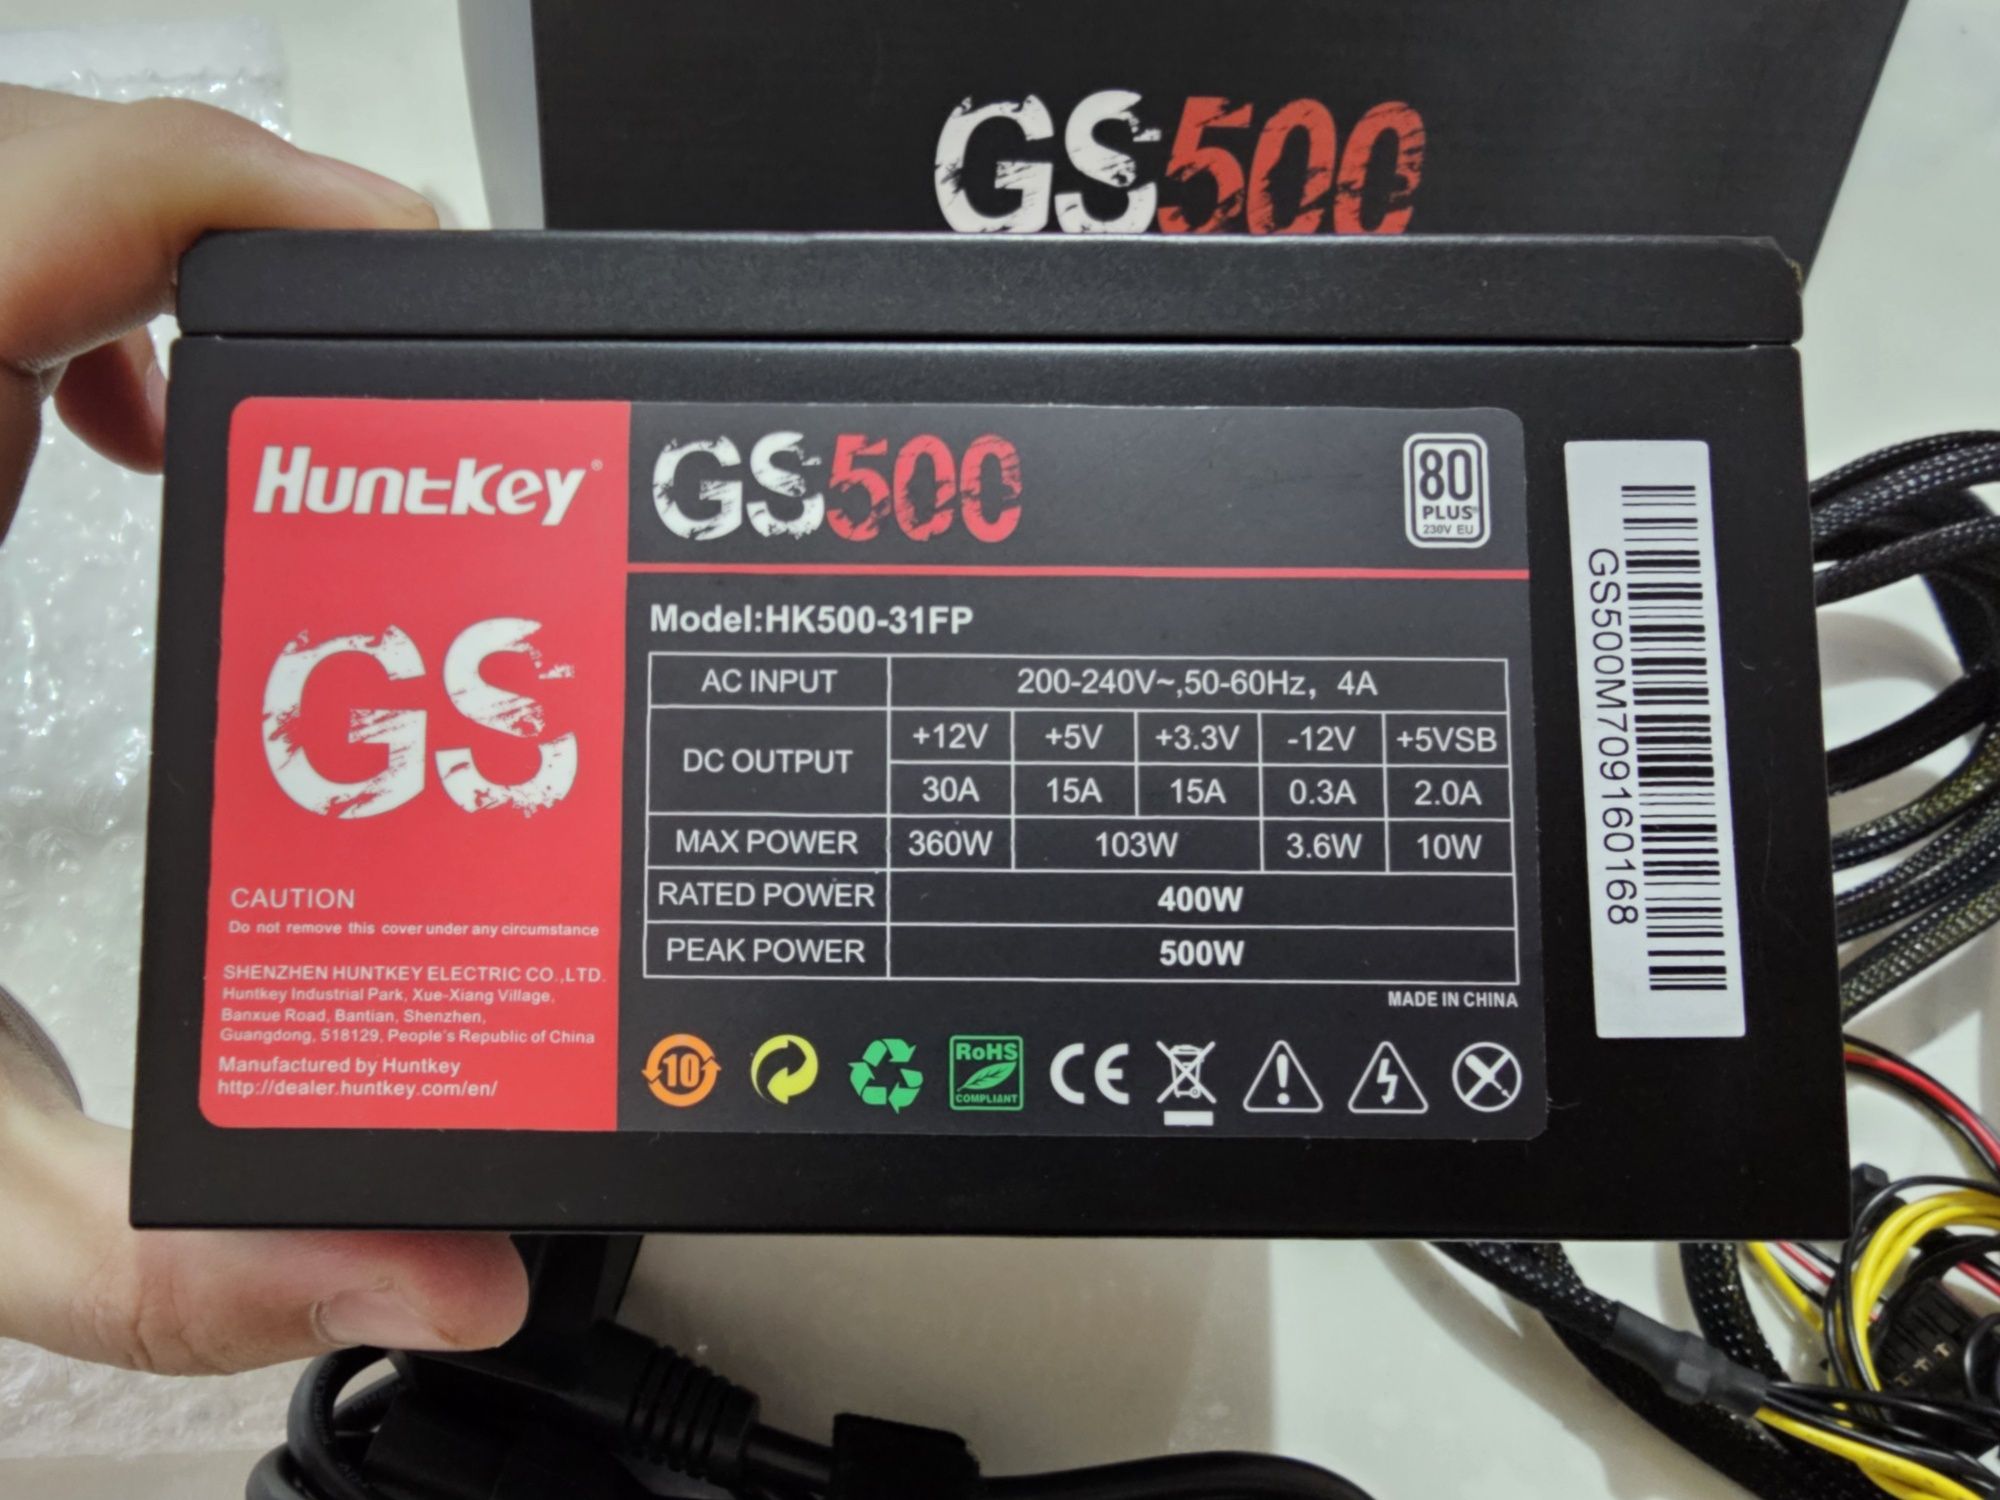 GS500
Huntkey®
GS500
80
PLUS®
230V EU
GS
Model:HK500-31FP
AC INPUT 200-240V~,50-60Hz, 4A
DC OUTPUT +12V +5V +3.3V -12V +5VSB
30A 15A 15A 0.3A 2.0A
MAX POWER 360W 103W 3.6W 10W
RATED POWER 400W
PEAK POWER 500W
MADE IN CHINA
CAUTION
Do not remove this cover under any circumstance
SHENZHEN HUNTKEY ELECTRIC CO.,LTD.
Huntkey Industrial Park, Xue-Xiang Village,
Banxue Road, Bantian, Shenzhen,
Guangdong, 518129, People's Republic of China
Manufactured by Huntkey
http://dealer.huntkey.com/en/
10
RoHS
COMPLIANT
CE
GS500M709160168